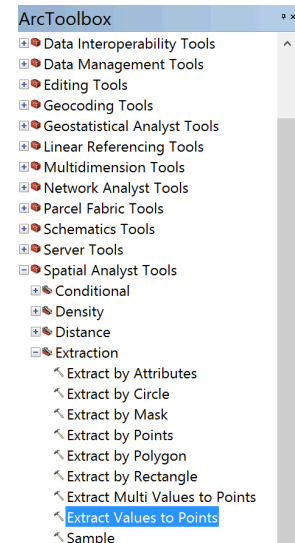 ArcToolbox
Data Interoperability Tools
Data Management Tools
Editing Tools
Geocoding Tools
Geostatistical Analyst Tools
Linear Referencing Tools
Multidimension Tools
Network Analyst Tools
Parcel Fabric Tools
Schematics Tools
Server Tools
Spatial Analyst Tools
Conditional
Density
Distance
Extraction
Extract by Attributes
Extract by Circle
Extract by Mask
Extract by Points
Extract by Polygon
Extract by Rectangle
Extract Multi Values to Points
Extract Values to Points
Sample